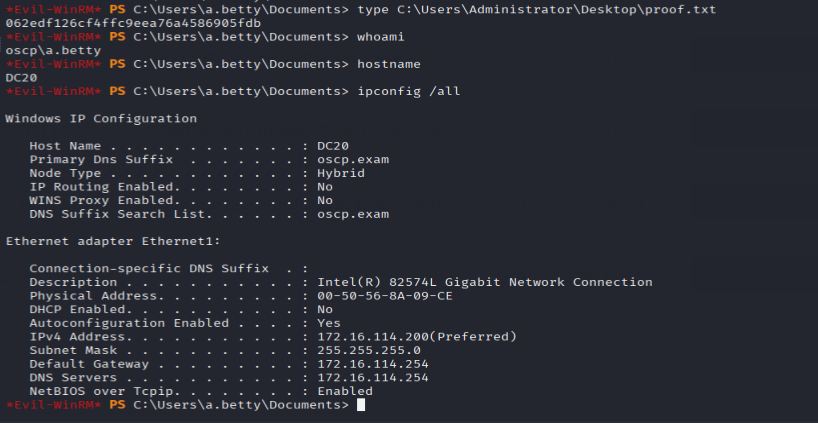 *Evil-WinRM* PS C:\Users\a.betty\Documents> type C:\Users\Administrator\Desktop\proof.txt
062edf126cf4ffc9eea76a4586905fdb
*Evil-WinRM* PS C:\Users\a.betty\Documents> whoami
oscp\a.betty
*Evil-WinRM* PS C:\Users\a.betty\Documents> hostname
DC20
*Evil-WinRM* PS C:\Users\a.betty\Documents> ipconfig /all
Windows IP Configuration
Host Name . . . . . . . . . . . . : DC20
Primary Dns Suffix  . . . . . . . : oscp.exam
Node Type . . . . . . . . . . . . : Hybrid
IP Routing Enabled. . . . . . . . : No
WINS Proxy Enabled. . . . . . . . : No
DNS Suffix Search List. . . . . . : oscp.exam
Ethernet adapter Ethernet1:
Connection-specific DNS Suffix  . :
Description . . . . . . . . . . . : Intel(R) 82574L Gigabit Network Connection
Physical Address. . . . . . . . . : 00-50-56-8A-09-CE
DHCP Enabled. . . . . . . . . . . : No
Autoconfiguration Enabled . . . . : Yes
IPv4 Address. . . . . . . . . . . : 172.16.114.200(Preferred)
Subnet Mask . . . . . . . . . . . : 255.255.255.0
Default Gateway . . . . . . . . . : 172.16.114.254
DNS Servers . . . . . . . . . . . : 172.16.114.254
NetBIOS over Tcpip. . . . . . . . : Enabled
*Evil-WinRM* PS C:\Users\a.betty\Documents>